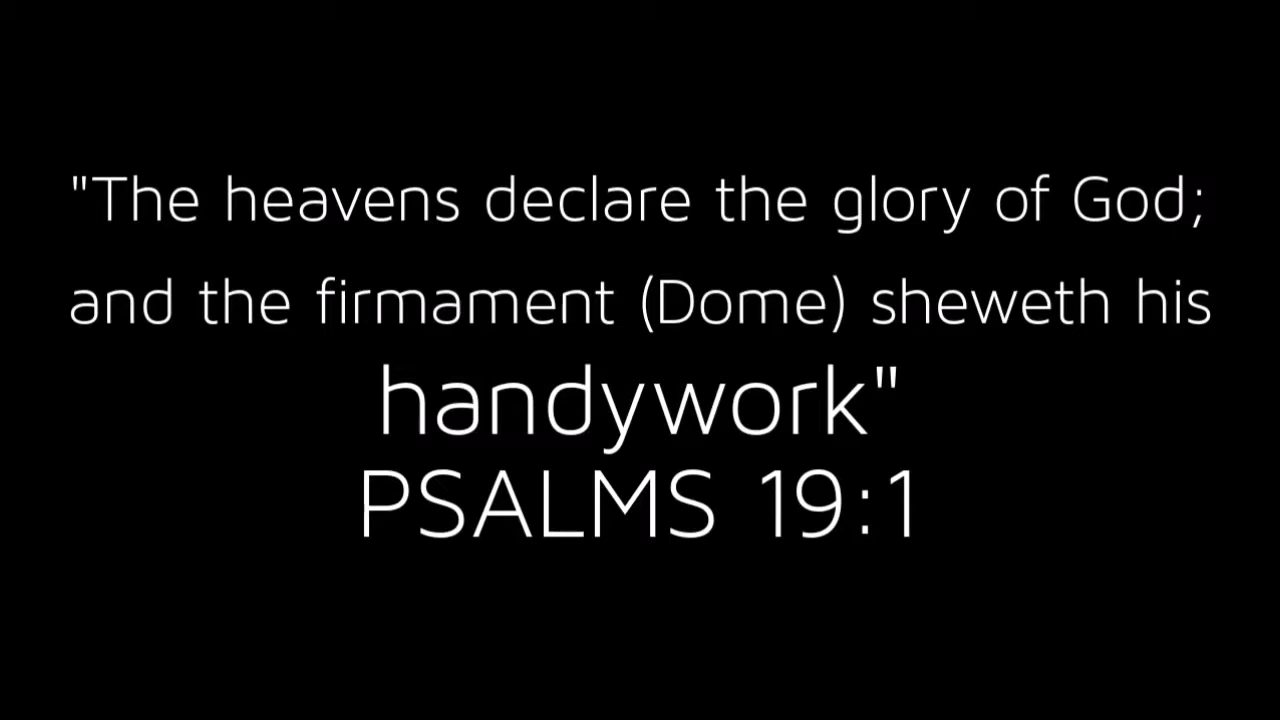 "The heavens declare the glory of God;
and the firmament (Dome) sheweth his
handywork"
PSALMS 19:1